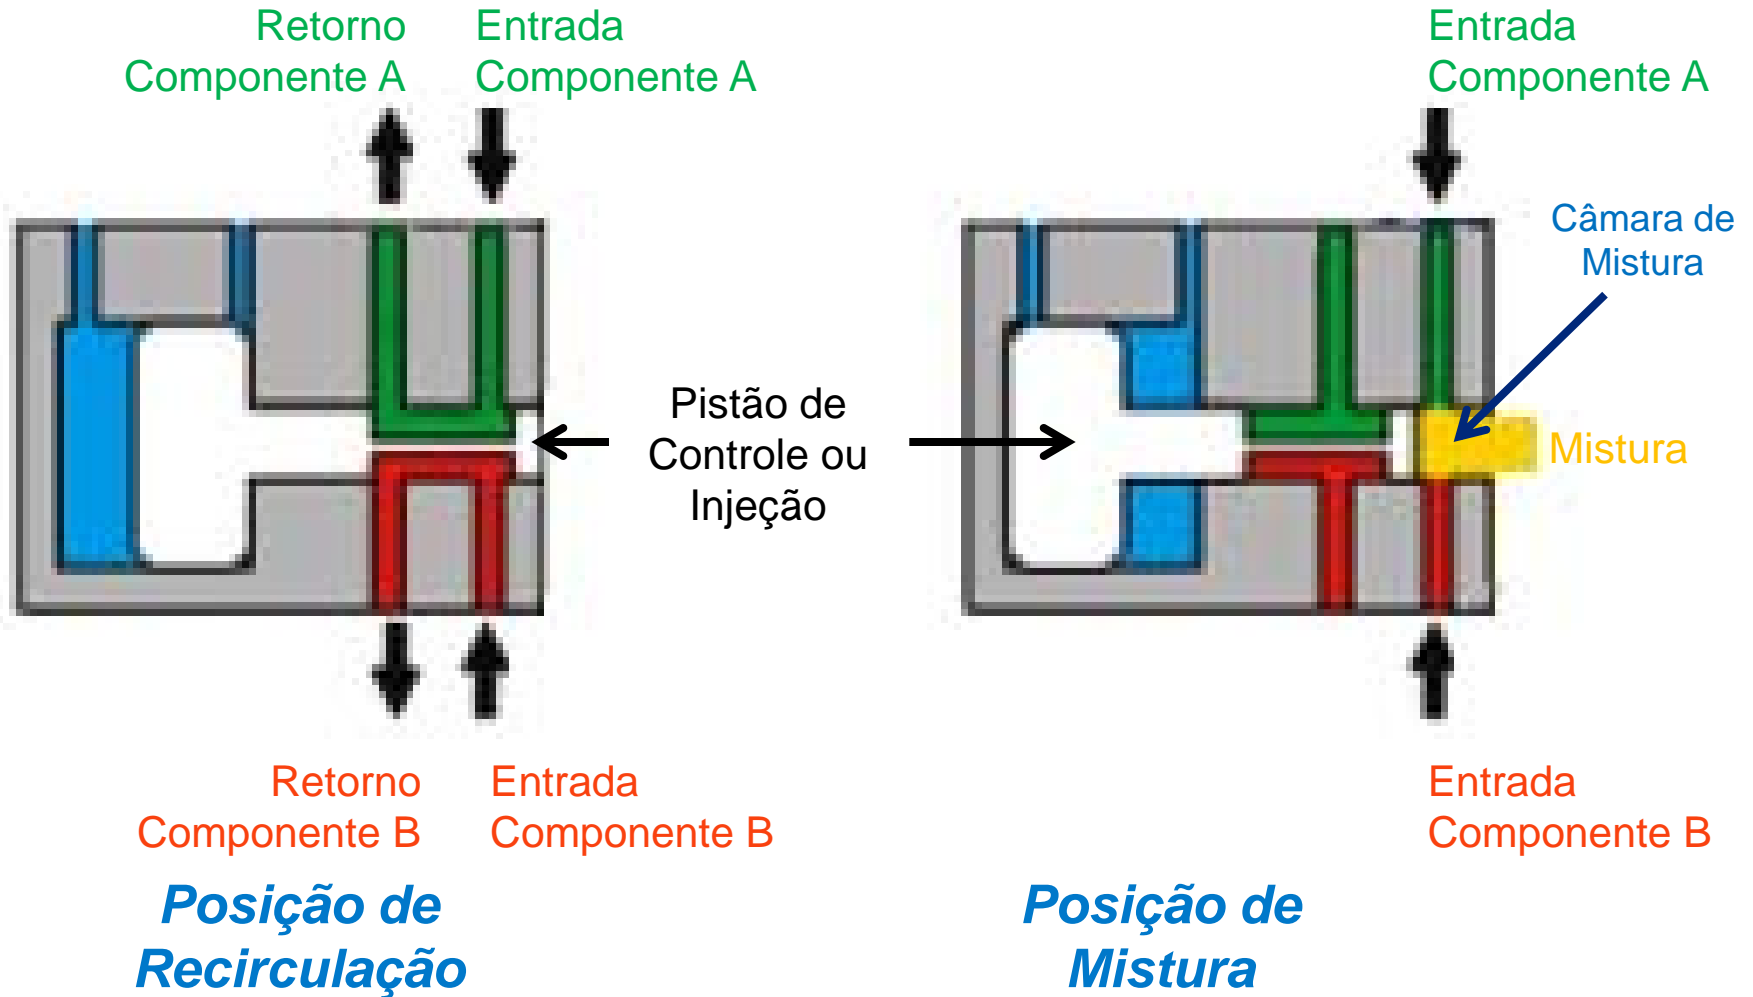 Retorno
Componente A
Entrada
Componente A
Entrada
Componente A
Câmara de
Mistura
Pistão de
Controle ou
Injeção
Mistura
Retorno
Componente B
Entrada
Componente B
Entrada
Componente B
Posição de
Recirculação
Posição de
Mistura